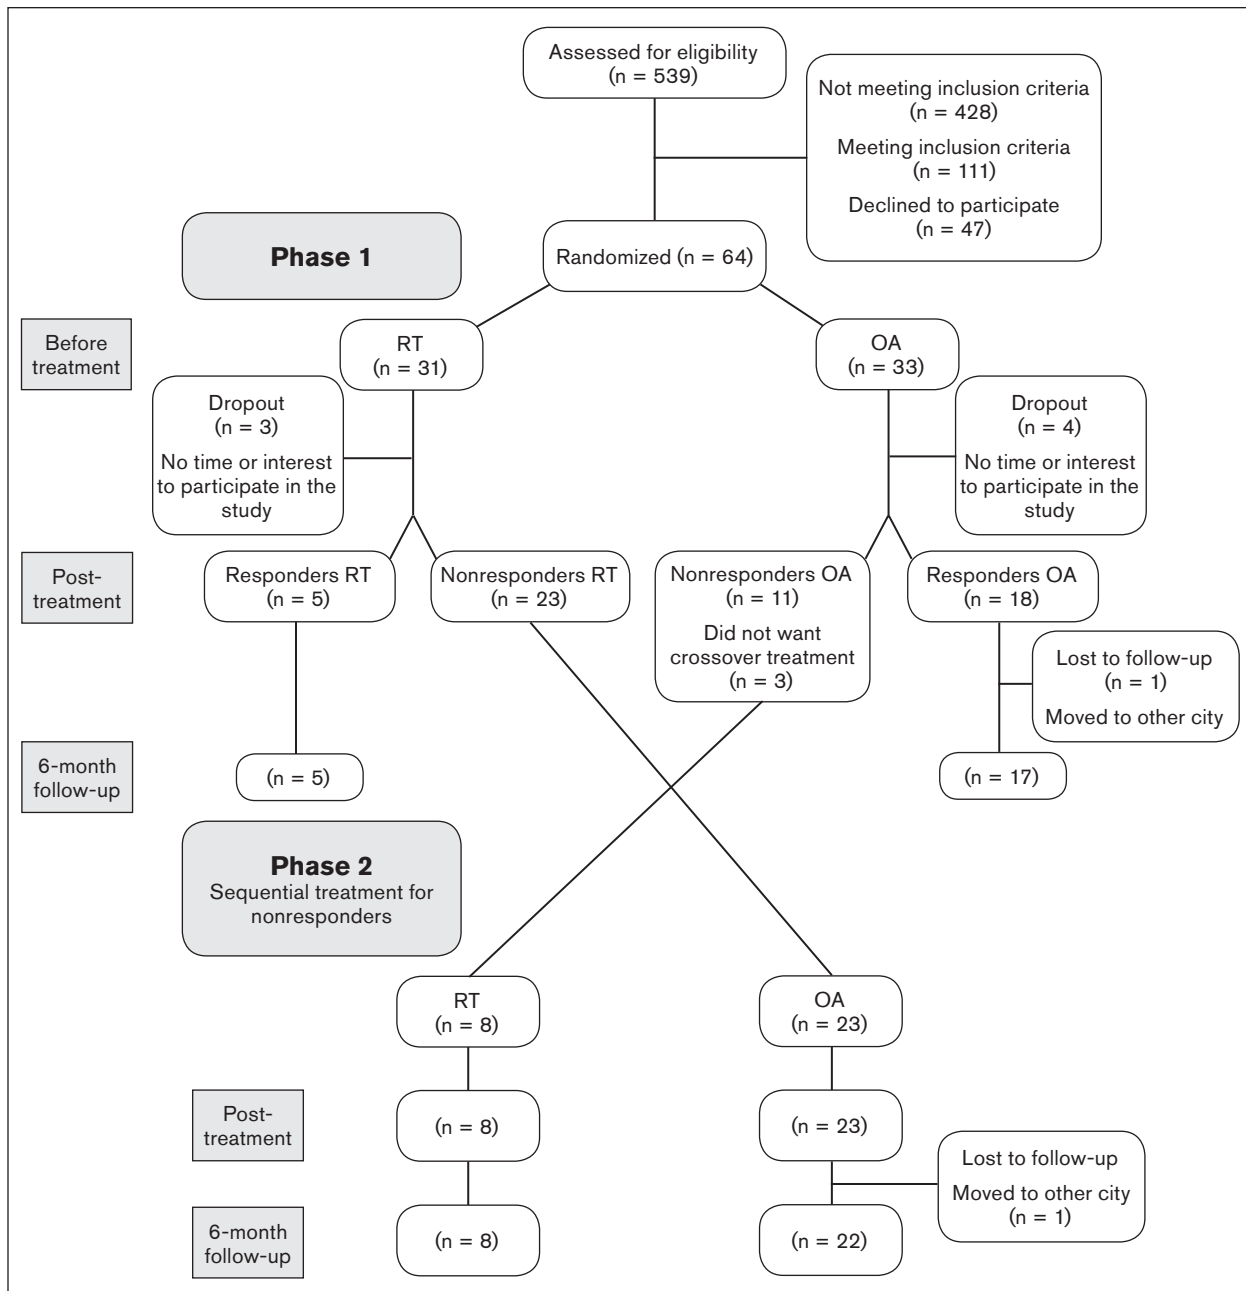 Assessed for eligibility
(n = 539)
Not meeting inclusion criteria
(n = 428)
Meeting inclusion criteria
(n = 111)
Declined to participate
(n = 47)
Phase 1
Randomized (n = 64)
Before
treatment
RT
(n = 31)
OA
(n = 33)
Dropout
(n = 3)
No time or interest
to participate in the
study
Dropout
(n = 4)
No time or interest
to participate in the
study
Post-
treatment
Responders RT
(n = 5)
Nonresponders RT
(n = 23)
Nonresponders OA
(n = 11)
Did not want
crossover treatment
(n = 3)
Responders OA
(n = 18)
Lost to follow-up
(n = 1)
Moved to other city
6-month
follow-up
(n = 5)
(n = 17)
Phase 2
Sequential treatment for
nonresponders
RT
(n = 8)
OA
(n = 23)
Post-
treatment
(n = 8)
(n = 23)
Lost to follow-up
Moved to other city
(n = 1)
6-month
follow-up
(n = 8)
(n = 22)